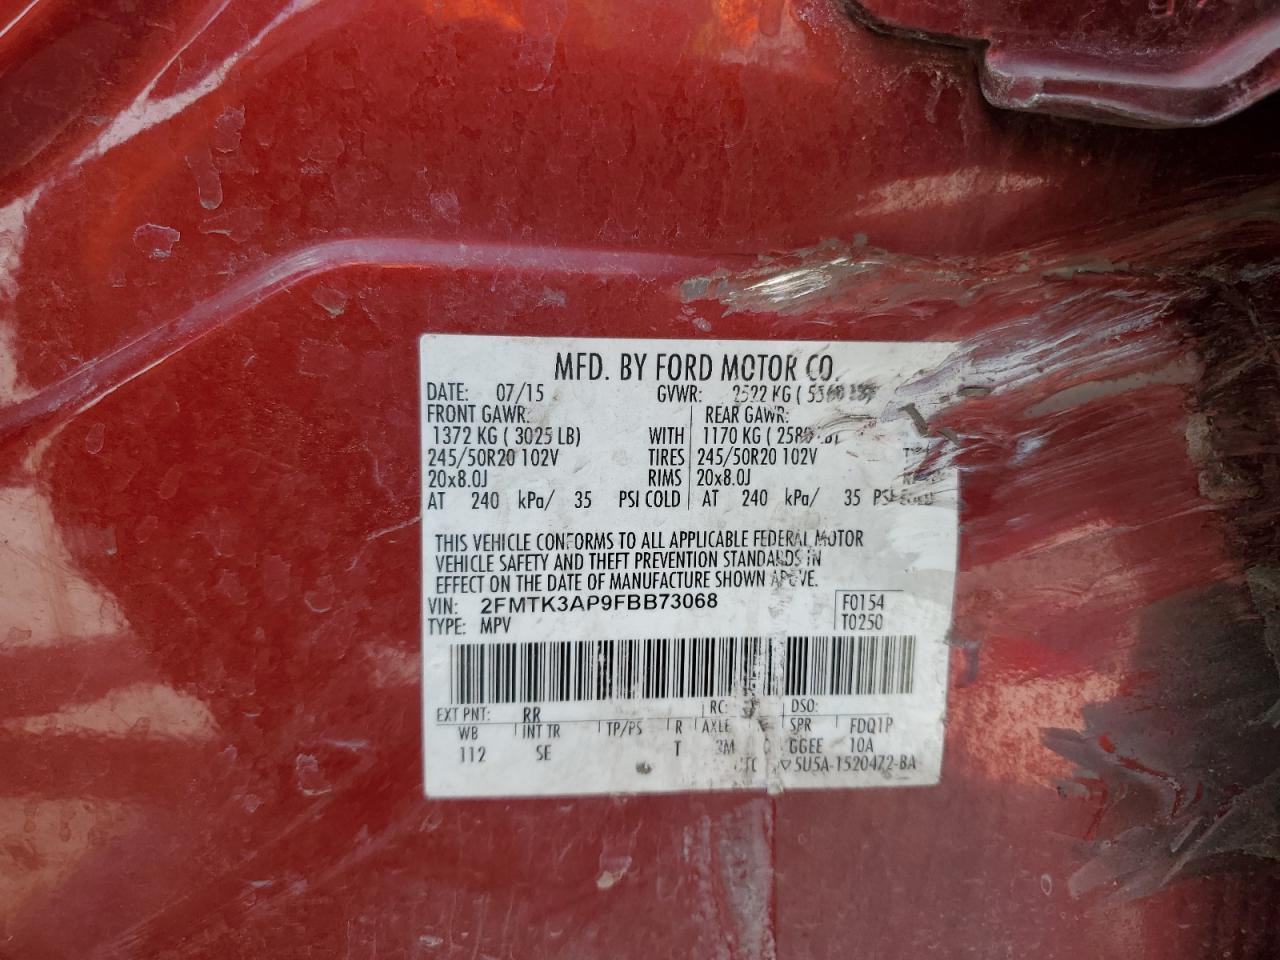 MFD. BY FORD MOTOR CO.
DATE: 07/15 GVWR: 2522 KG (
FRONT GAWR: REAR GAWR:
1372 KG ( 3025 LB) WITH 1170 KG (
245/50R20 102V TIRES 245/50R20 102V
20x8.0J RIMS 20x8.0J
AT 240 kPa/ 35 PSI COLD AT 240 kPa/ 35 PSI COLD
THIS VEHICLE CONFORMS TO ALL APPLICABLE FEDERAL MOTOR
VEHICLE SAFETY AND THEFT PREVENTION STANDARDS IN
EFFECT ON THE DATE OF MANUFACTURE SHOWN ABOVE.
VIN: 2FMTK3AP9FBB73068 F0154
TYPE: MPV T0250
EXT PNT: RR RC: DSO:
WB INT TR TP/PS R AXLE SPR FDQ1P
112 SE T 3M GGEE 10A
5U5A-1520472-BA